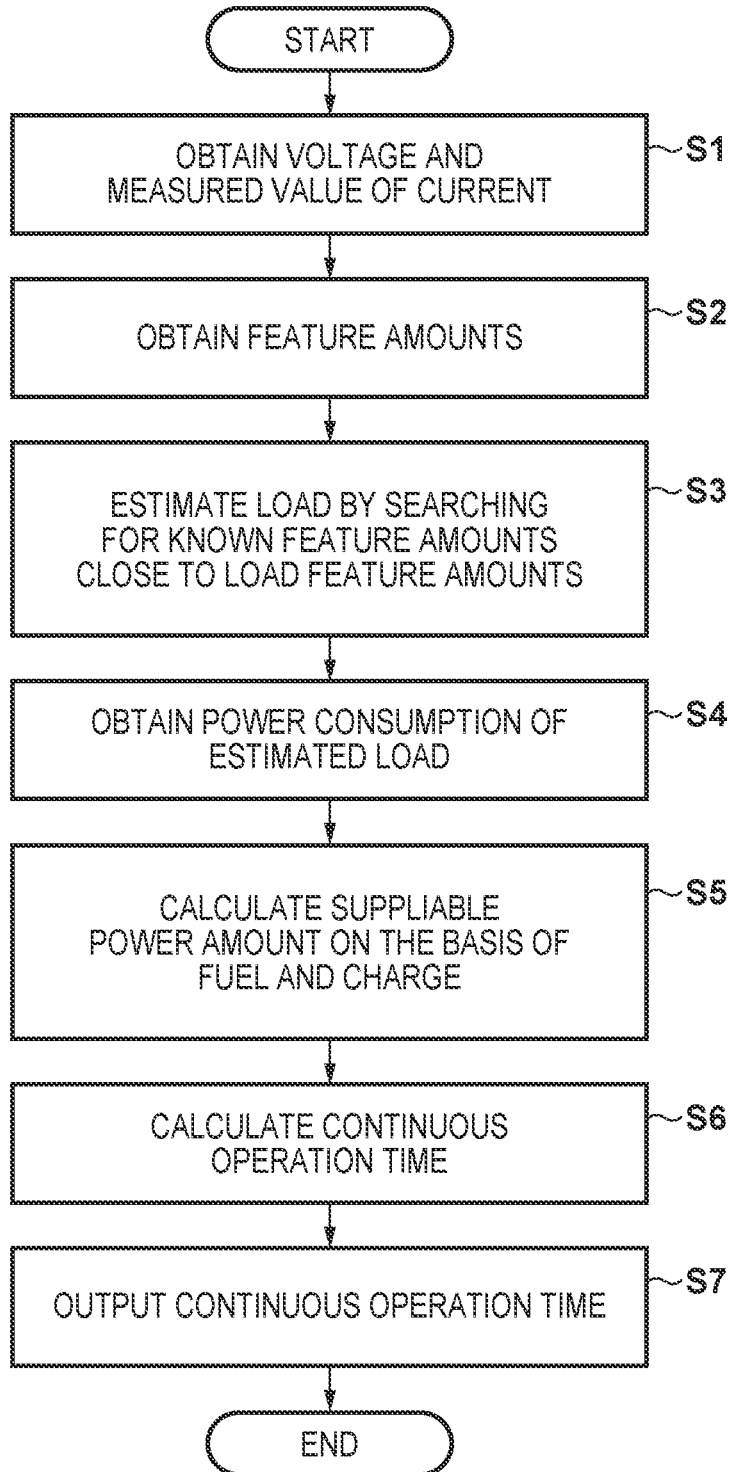 START
OBTAIN VOLTAGE AND
MEASURED VALUE OF CURRENT
S1
OBTAIN FEATURE AMOUNTS
S2
ESTIMATE LOAD BY SEARCHING
FOR KNOWN FEATURE AMOUNTS
CLOSE TO LOAD FEATURE AMOUNTS
S3
OBTAIN POWER CONSUMPTION OF
ESTIMATED LOAD
S4
CALCULATE SUPPLIABLE
POWER AMOUNT ON THE BASIS OF
FUEL AND CHARGE
S5
CALCULATE CONTINUOUS
OPERATION TIME
S6
OUTPUT CONTINUOUS OPERATION TIME
S7
END